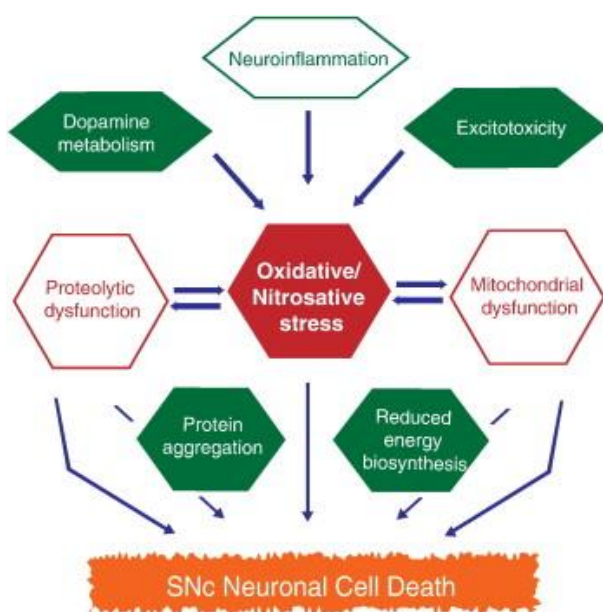 Neuroinflammation
Dopamine
metabolism
Excitotoxicity
Proteolytic
dysfunction
Oxidative/
Nitrosative
stress
Mitochondrial
dysfunction
Protein
aggregation
Reduced
energy
biosynthesis
SNc Neuronal Cell Death